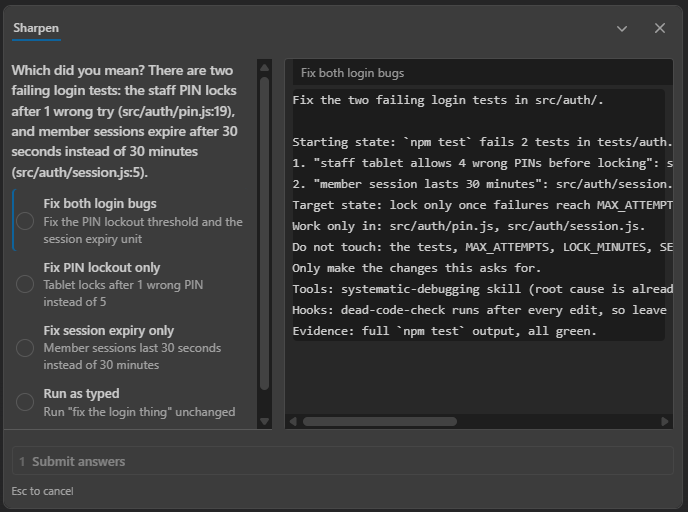 Sharpen
Which did you mean? There are two
failing login tests: the staff PIN locks
after 1 wrong try (src/auth/pin.js:19),
and member sessions expire after 30
seconds instead of 30 minutes
(src/auth/session.js:5).
Fix both login bugs
Fix the PIN lockout threshold and the
session expiry unit
Fix PIN lockout only
Tablet locks after 1 wrong PIN
instead of 5
Fix session expiry only
Member sessions last 30 seconds
instead of 30 minutes
Run as typed
Run "fix the login thing" unchanged
Fix both login bugs
Fix the two failing login tests in src/auth/.
Starting state: `npm test` fails 2 tests in tests/auth.
1. "staff tablet allows 4 wrong PINs before locking": s
2. "member session lasts 30 minutes": src/auth/session.
Target state: lock only once failures reach MAX_ATTEMPT
Work only in: src/auth/pin.js, src/auth/session.js.
Do not touch: the tests, MAX_ATTEMPTS, LOCK_MINUTES, SE
Only make the changes this asks for.
Tools: systematic-debugging skill (root cause is alread
Hooks: dead-code-check runs after every edit, so leave
Evidence: full `npm test` output, all green.
1 Submit answers
Esc to cancel